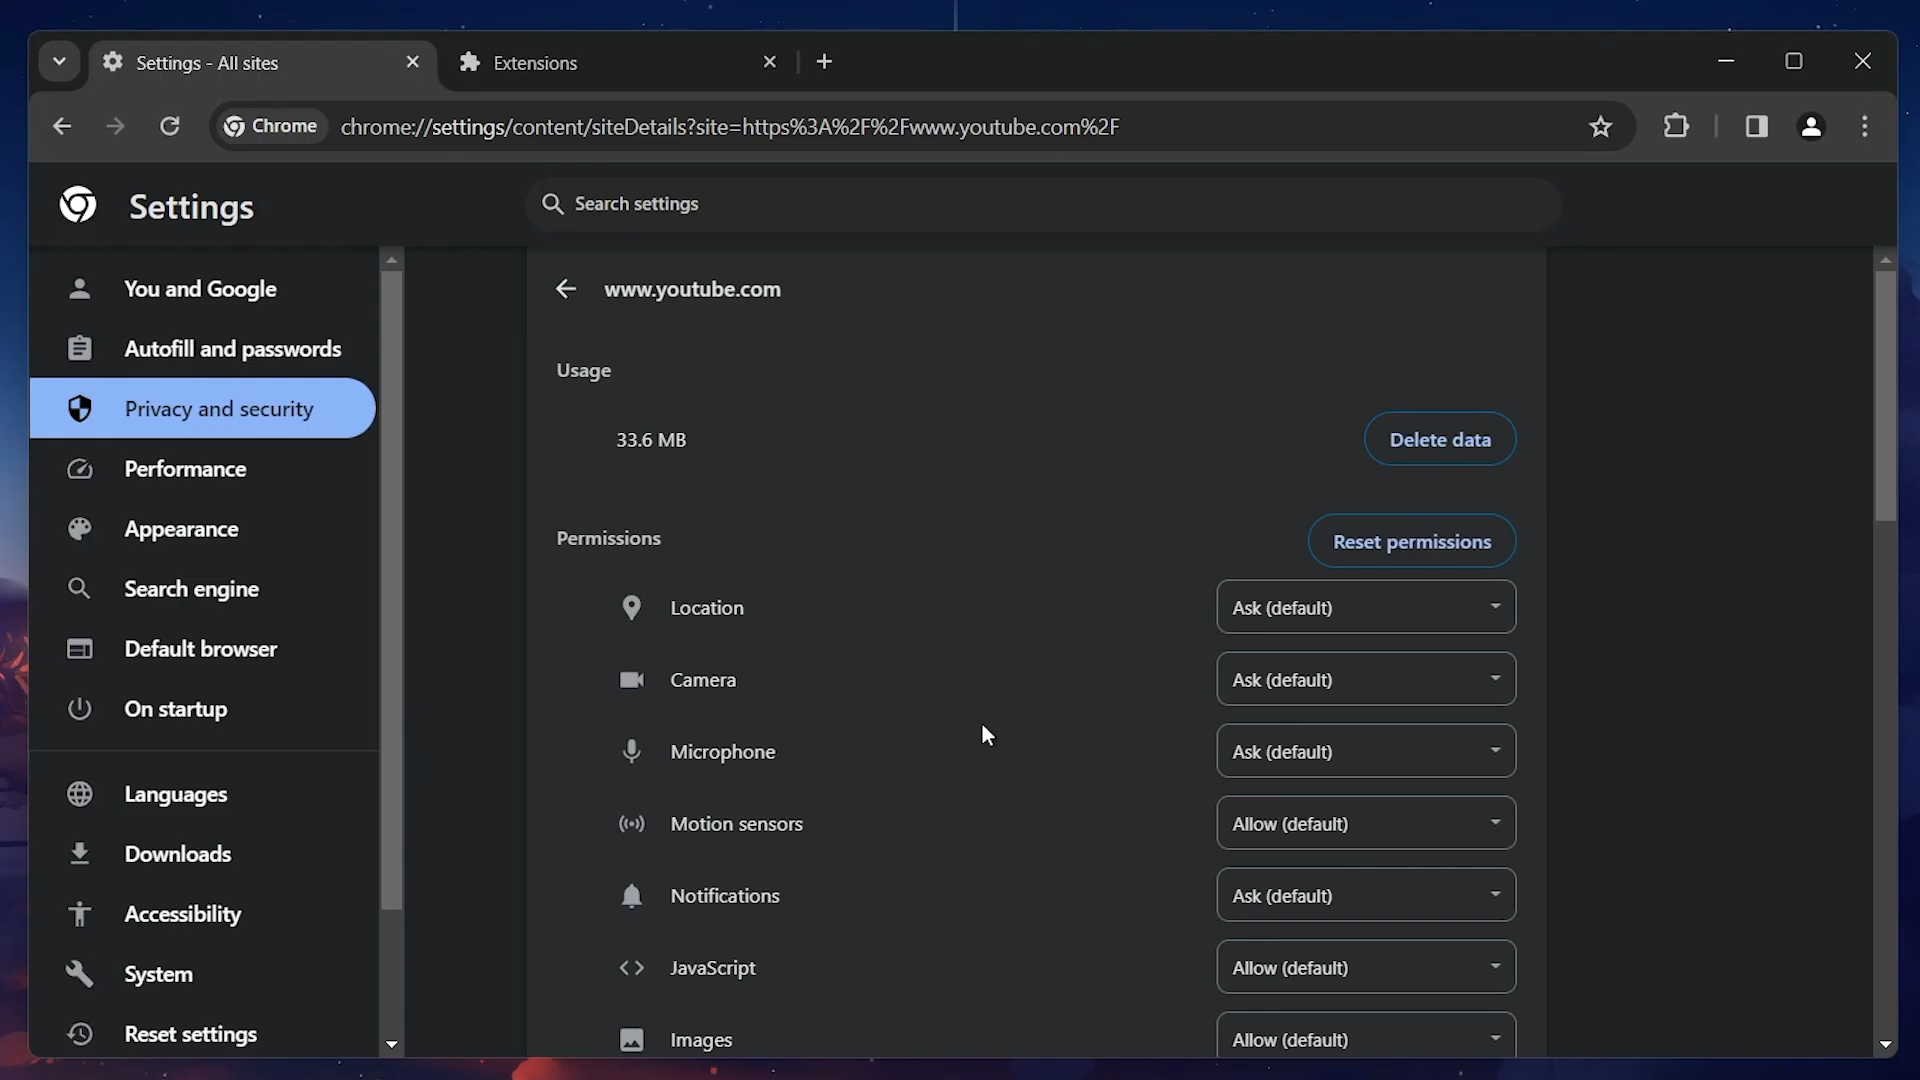 Settings - All sites
Extensions
Chrome
chrome://settings/content/siteDetails?site=https%3A%2F%2Fwww.youtube.com%2F
Settings
Search settings
You and Google
Autofill and passwords
Privacy and security
Performance
Appearance
Search engine
Default browser
On startup
Languages
Downloads
Accessibility
System
Reset settings
www.youtube.com
Usage
33.6 MB
Delete data
Permissions
Reset permissions
Location
Ask (default)
Camera
Ask (default)
Microphone
Ask (default)
Motion sensors
Allow (default)
Notifications
Ask (default)
JavaScript
Allow (default)
Images
Allow (default)